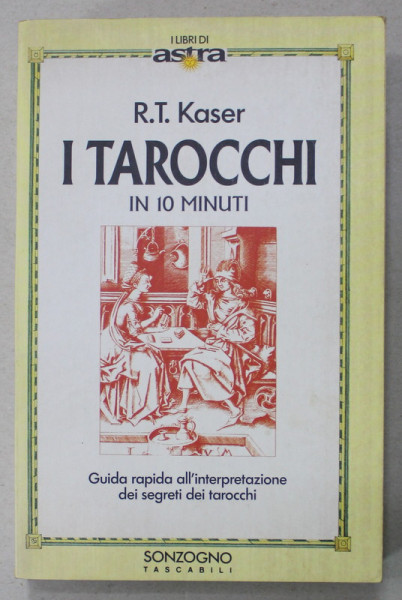 I LIBRI DI
astra
R.T. Kaser
I TAROCCHI
IN 10 MINUTI
Guida rapida all'interpretazione
dei segreti dei tarocchi
SONZOGNO
TASCABILI